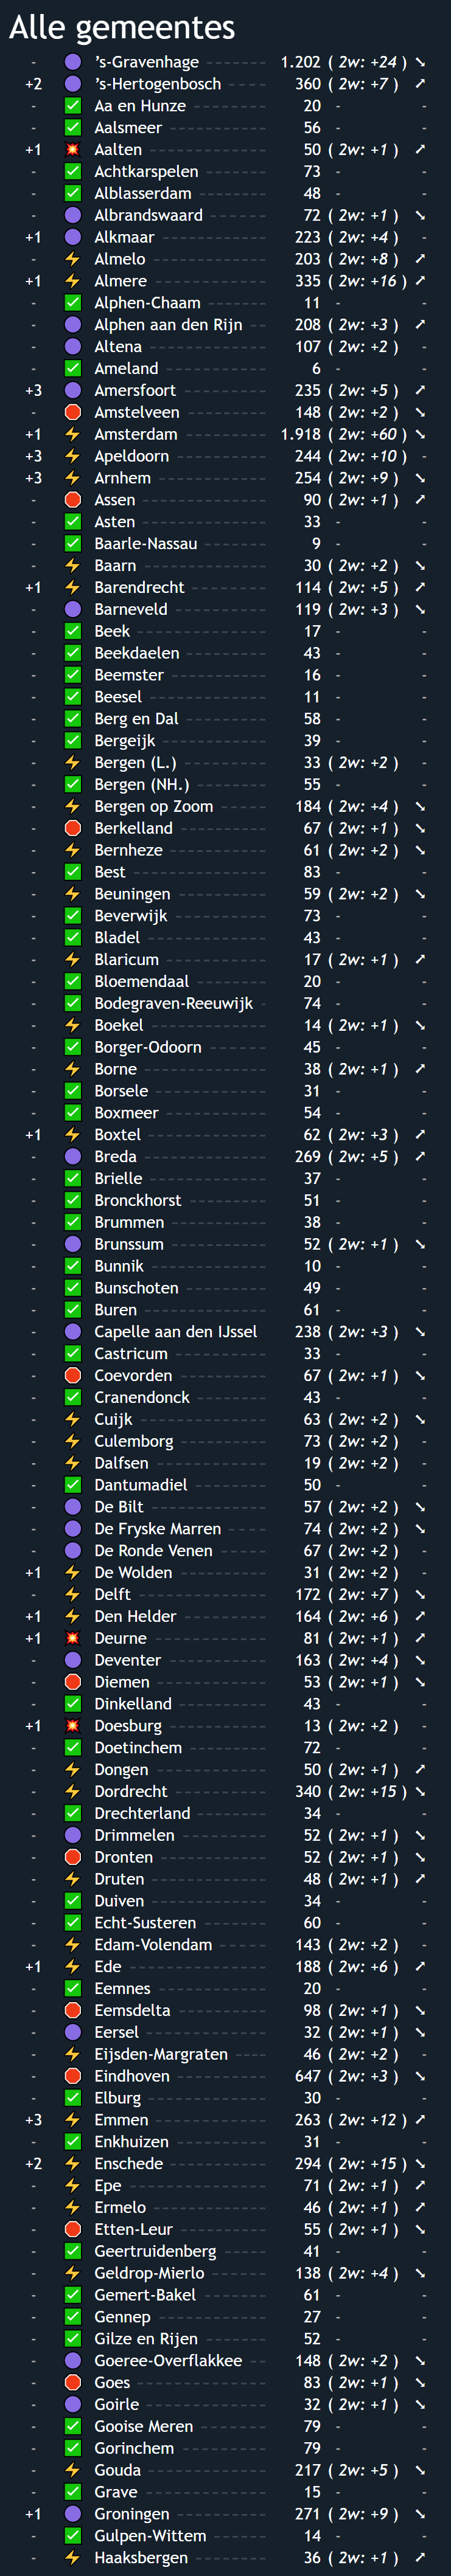 Alle gemeentes
- 's-Gravenhage 1.202 ( 2w: +24 ) ➘
+2 's-Hertogenbosch 360 ( 2w: +7 ) ➚
- Aa en Hunze 20 - -
- Aalsmeer 56 - -
+1 Aalten 50 ( 2w: +1 ) ➚
- Achtkarspelen 73 - -
- Alblasserdam 48 - -
- Albrandswaard 72 ( 2w: +1 ) ➘
+1 Alkmaar 223 ( 2w: +4 ) -
- Almelo 203 ( 2w: +8 ) ➚
+1 Almere 335 ( 2w: +16 ) ➚
- Alphen-Chaam 11 - -
- Alphen aan den Rijn 208 ( 2w: +3 ) ➚
- Altena 107 ( 2w: +2 ) -
- Ameland 6 - -
+3 Amersfoort 235 ( 2w: +5 ) ➚
- Amstelveen 148 ( 2w: +2 ) ➘
+1 Amsterdam 1.918 ( 2w: +60 ) ➘
+3 Apeldoorn 244 ( 2w: +10 ) -
+3 Arnhem 254 ( 2w: +9 ) ➘
- Assen 90 ( 2w: +1 ) ➚
- Asten 33 - -
- Baarle-Nassau 9 - -
- Baarn 30 ( 2w: +2 ) ➘
+1 Barendrecht 114 ( 2w: +5 ) ➚
- Barneveld 119 ( 2w: +3 ) ➘
- Beek 17 - -
- Beekdaelen 43 - -
- Beemster 16 - -
- Beesel 11 - -
- Berg en Dal 58 - -
- Bergeijk 39 - -
- Bergen (L.) 33 ( 2w: +2 ) -
- Bergen (NH.) 55 - -
- Bergen op Zoom 184 ( 2w: +4 ) ➘
- Berkelland 67 ( 2w: +1 ) ➘
- Bernheze 61 ( 2w: +2 ) ➘
- Best 83 - -
- Beuningen 59 ( 2w: +2 ) ➘
- Beverwijk 73 - -
- Bladel 43 - -
- Blaricum 17 ( 2w: +1 ) ➚
- Bloemendaal 20 - -
- Bodegraven-Reeuwijk 74 - -
- Boekel 14 ( 2w: +1 ) ➘
- Borger-Odoorn 45 - -
- Borne 38 ( 2w: +1 ) ➚
- Borsele 31 - -
- Boxmeer 54 - -
+1 Boxtel 62 ( 2w: +3 ) ➚
- Breda 269 ( 2w: +5 ) ➚
- Brielle 37 - -
- Bronckhorst 51 - -
- Brummen 38 - -
- Brunssum 52 ( 2w: +1 ) ➘
- Bunnik 10 - -
- Bunschoten 49 - -
- Buren 61 - -
- Capelle aan den IJssel 238 ( 2w: +3 ) ➘
- Castricum 33 - -
- Coevorden 67 ( 2w: +1 ) ➘
- Cranendonck 43 - -
- Cuijk 63 ( 2w: +2 ) ➘
- Culemborg 73 ( 2w: +2 ) -
- Dalfsen 19 ( 2w: +2 ) -
- Dantumadiel 50 - -
- De Bilt 57 ( 2w: +2 ) ➘
- De Fryske Marren 74 ( 2w: +2 ) ➘
- De Ronde Venen 67 ( 2w: +2 ) -
+1 De Wolden 31 ( 2w: +2 ) -
- Delft 172 ( 2w: +7 ) ➘
+1 Den Helder 164 ( 2w: +6 ) ➚
+1 Deurne 81 ( 2w: +1 ) ➚
- Deventer 163 ( 2w: +4 ) ➘
- Diemen 53 ( 2w: +1 ) ➘
- Dinkelland 43 - -
+1 Doesburg 13 ( 2w: +2 ) -
- Doetinchem 72 - -
- Dongen 50 ( 2w: +1 ) ➚
- Dordrecht 340 ( 2w: +15 ) ➘
- Drechterland 34 - -
- Drimmelen 52 ( 2w: +1 ) ➘
- Dronten 52 ( 2w: +1 ) ➘
- Druten 48 ( 2w: +1 ) ➚
- Duiven 34 - -
- Echt-Susteren 60 - -
- Edam-Volendam 143 ( 2w: +2 ) -
+1 Ede 188 ( 2w: +6 ) ➚
- Eemnes 20 - -
- Eemsdelta 98 ( 2w: +1 ) ➘
- Eersel 32 ( 2w: +1 ) ➘
- Eijsden-Margraten 46 ( 2w: +2 ) -
- Eindhoven 647 ( 2w: +3 ) ➘
- Elburg 30 - -
+3 Emmen 263 ( 2w: +12 ) ➚
- Enkhuizen 31 - -
+2 Enschede 294 ( 2w: +15 ) ➘
- Epe 71 ( 2w: +1 ) ➚
- Ermelo 46 ( 2w: +1 ) ➚
- Etten-Leur 55 ( 2w: +1 ) ➘
- Geertruidenberg 41 - -
- Geldrop-Mierlo 138 ( 2w: +4 ) ➘
- Gemert-Bakel 61 - -
- Gennep 27 - -
- Gilze en Rijen 52 - -
- Goeree-Overflakkee 148 ( 2w: +2 ) ➘
- Goes 83 ( 2w: +1 ) ➘
- Goirle 32 ( 2w: +1 ) ➘
- Gooise Meren 79 - -
- Gorinchem 79 - -
- Gouda 217 ( 2w: +5 ) ➘
- Grave 15 - -
+1 Groningen 271 ( 2w: +9 ) ➘
- Gulpen-Wittem 14 - -
- Haaksbergen 36 ( 2w: +1 ) ➚